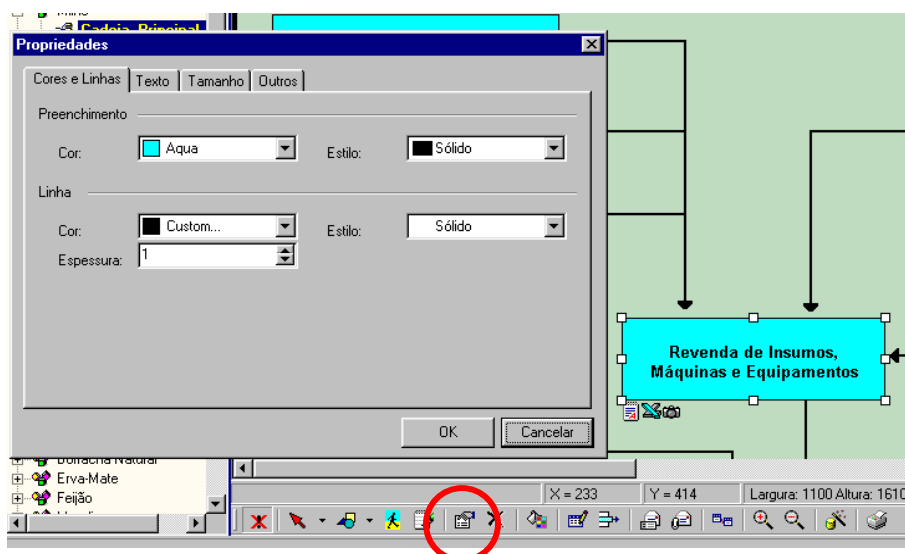 Milho
Cadeia Principal
Propriedades
Cores e Linhas Texto Tamanho Outros
Preenchimento
Cor: Aqua Estilo: Sólido
Linha
Cor: Custom... Estilo: Sólido
Espessura: 1
OK Cancelar
Revenda de Insumos,
Máquinas e Equipamentos
Borracha Natural
Erva-Mate
Feijão
X = 233 Y = 414 Largura: 1100 Altura: 1610